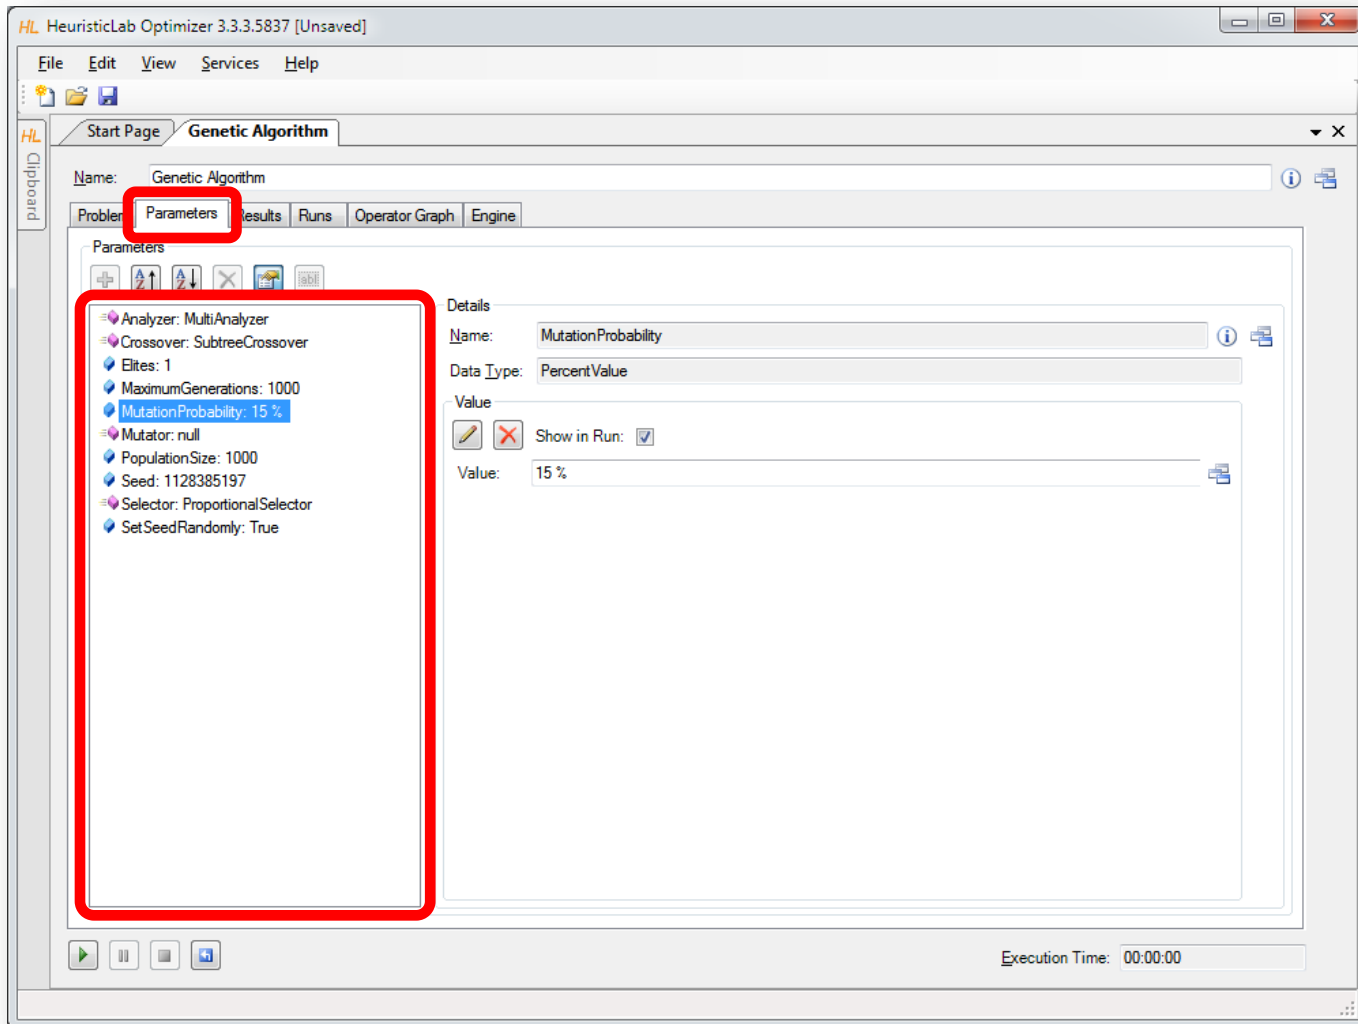 HL HeuristicLab Optimizer 3.3.3.5837 [Unsaved]
File Edit View Services Help
HL Clipboard
Start Page Genetic Algorithm
Name: Genetic Algorithm
Problem Parameters Results Runs Operator Graph Engine
Parameters
Details
Analyzer: MultiAnalyzer
Crossover: SubtreeCrossover
Elites: 1
MaximumGenerations: 1000
MutationProbability: 15 %
Mutator: null
PopulationSize: 1000
Seed: 1128385197
Selector: ProportionalSelector
SetSeedRandomly: True
Name: MutationProbability
Data Type: PercentValue
Value
Show in Run:
Value: 15 %
Execution Time: 00:00:00